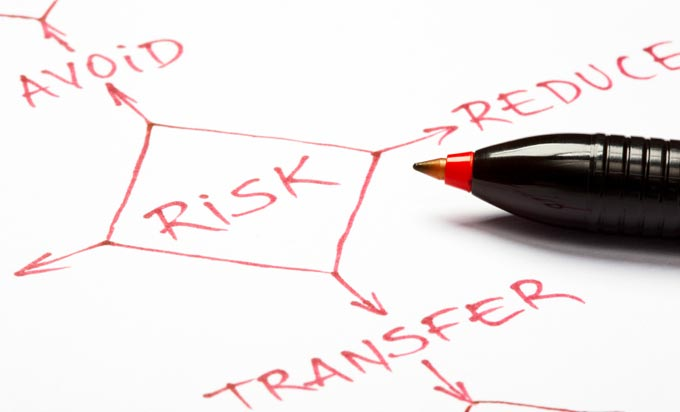 AVOiD
REDUCE
RiSK
TRANSFER